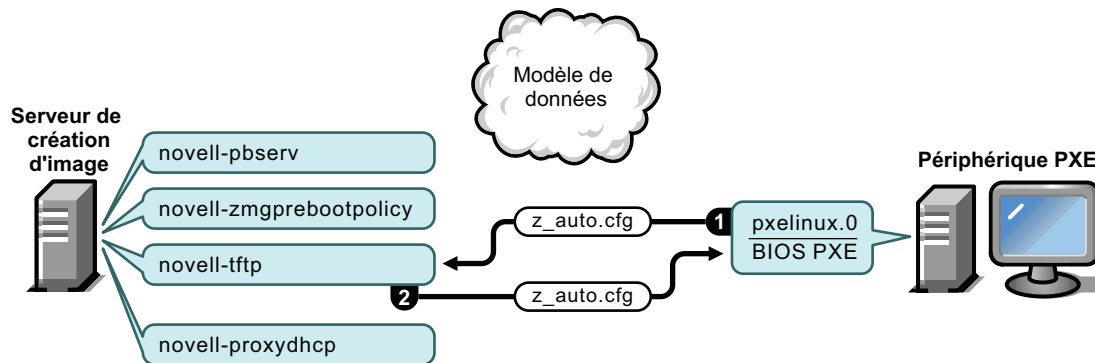 Modèle de
données
Serveur de
création
d'image
novell-pbserv
novell-zmgprebootpolicy
novell-tftp
novell-proxydhcp
z_auto.cfg
1
2
z_auto.cfg
pxelinux.0
BIOS PXE
Périphérique PXE